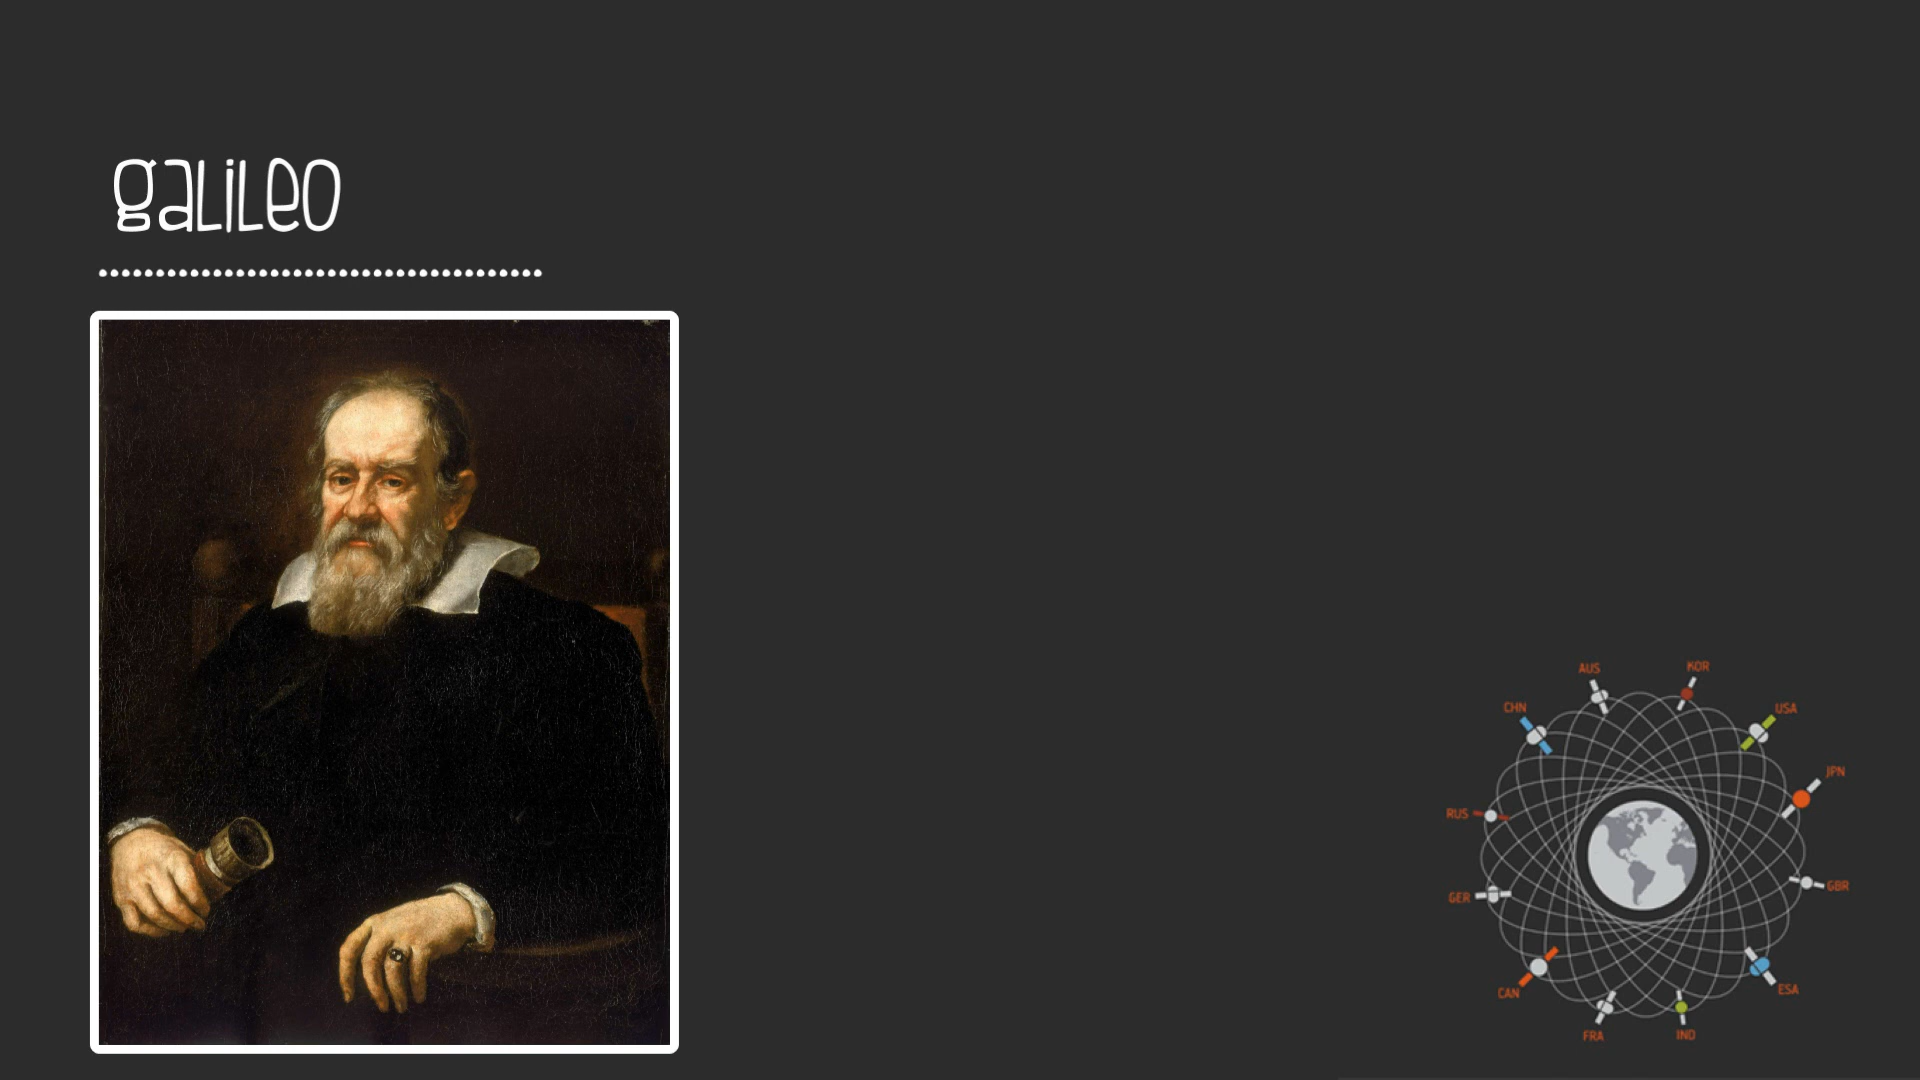 galileo
AUS
KOR
CHN
USA
JPN
RUS
GBR
GER
ESA
CAN
FRA
IND